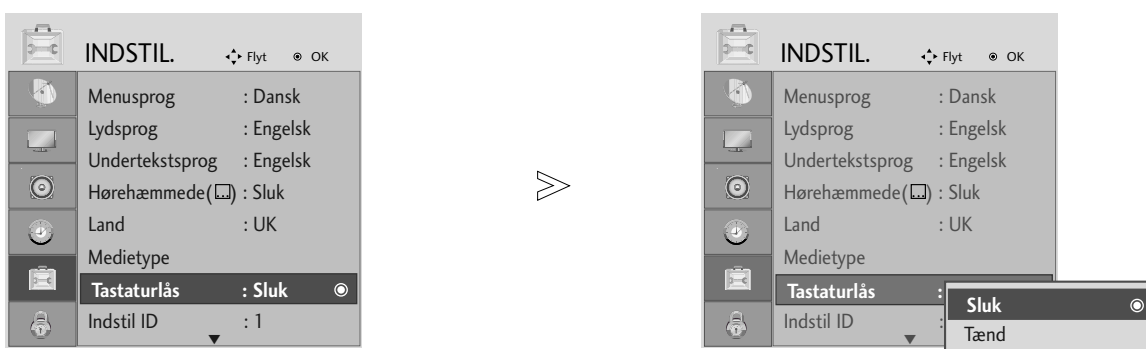 INDSTIL. Flyt OK
Menusprog : Dansk
Lydsprog : Engelsk
Undertekstsprog : Engelsk
Hørehæmmede( ) : Sluk
Land : UK
Medietype
Tastaturlås : Sluk
Indstil ID : 1
INDSTIL. Flyt OK
Menusprog : Dansk
Lydsprog : Engelsk
Undertekstsprog : Engelsk
Hørehæmmede( ) : Sluk
Land : UK
Medietype
Tastaturlås :
Sluk
Indstil ID :
Tænd